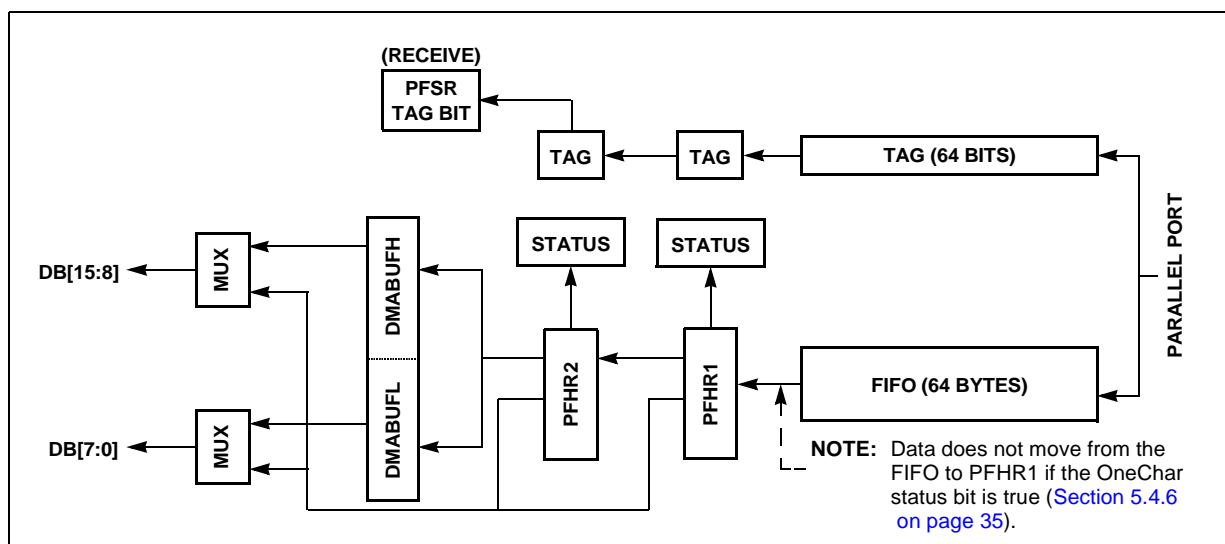 (RECEIVE)
PFSR
TAG BIT
TAG
TAG
TAG (64 BITS)
PARALLEL PORT
STATUS
STATUS
DB[15:8]
MUX
DMABUFH
DMABUFL
PFHR2
PFHR1
FIFO (64 BYTES)
DB[7:0]
MUX
NOTE: Data does not move from the
FIFO to PFHR1 if the OneChar
status bit is true (Section 5.4.6
on page 35).